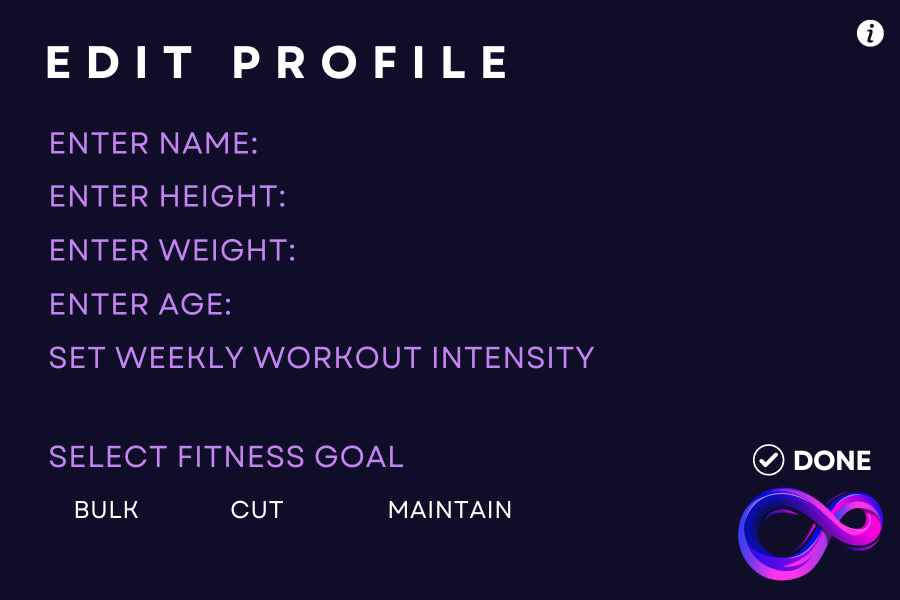 EDIT PROFILE
ENTER NAME:
ENTER HEIGHT:
ENTER WEIGHT:
ENTER AGE:
SET WEEKLY WORKOUT INTENSITY
SELECT FITNESS GOAL
BULK CUT MAINTAIN
DONE